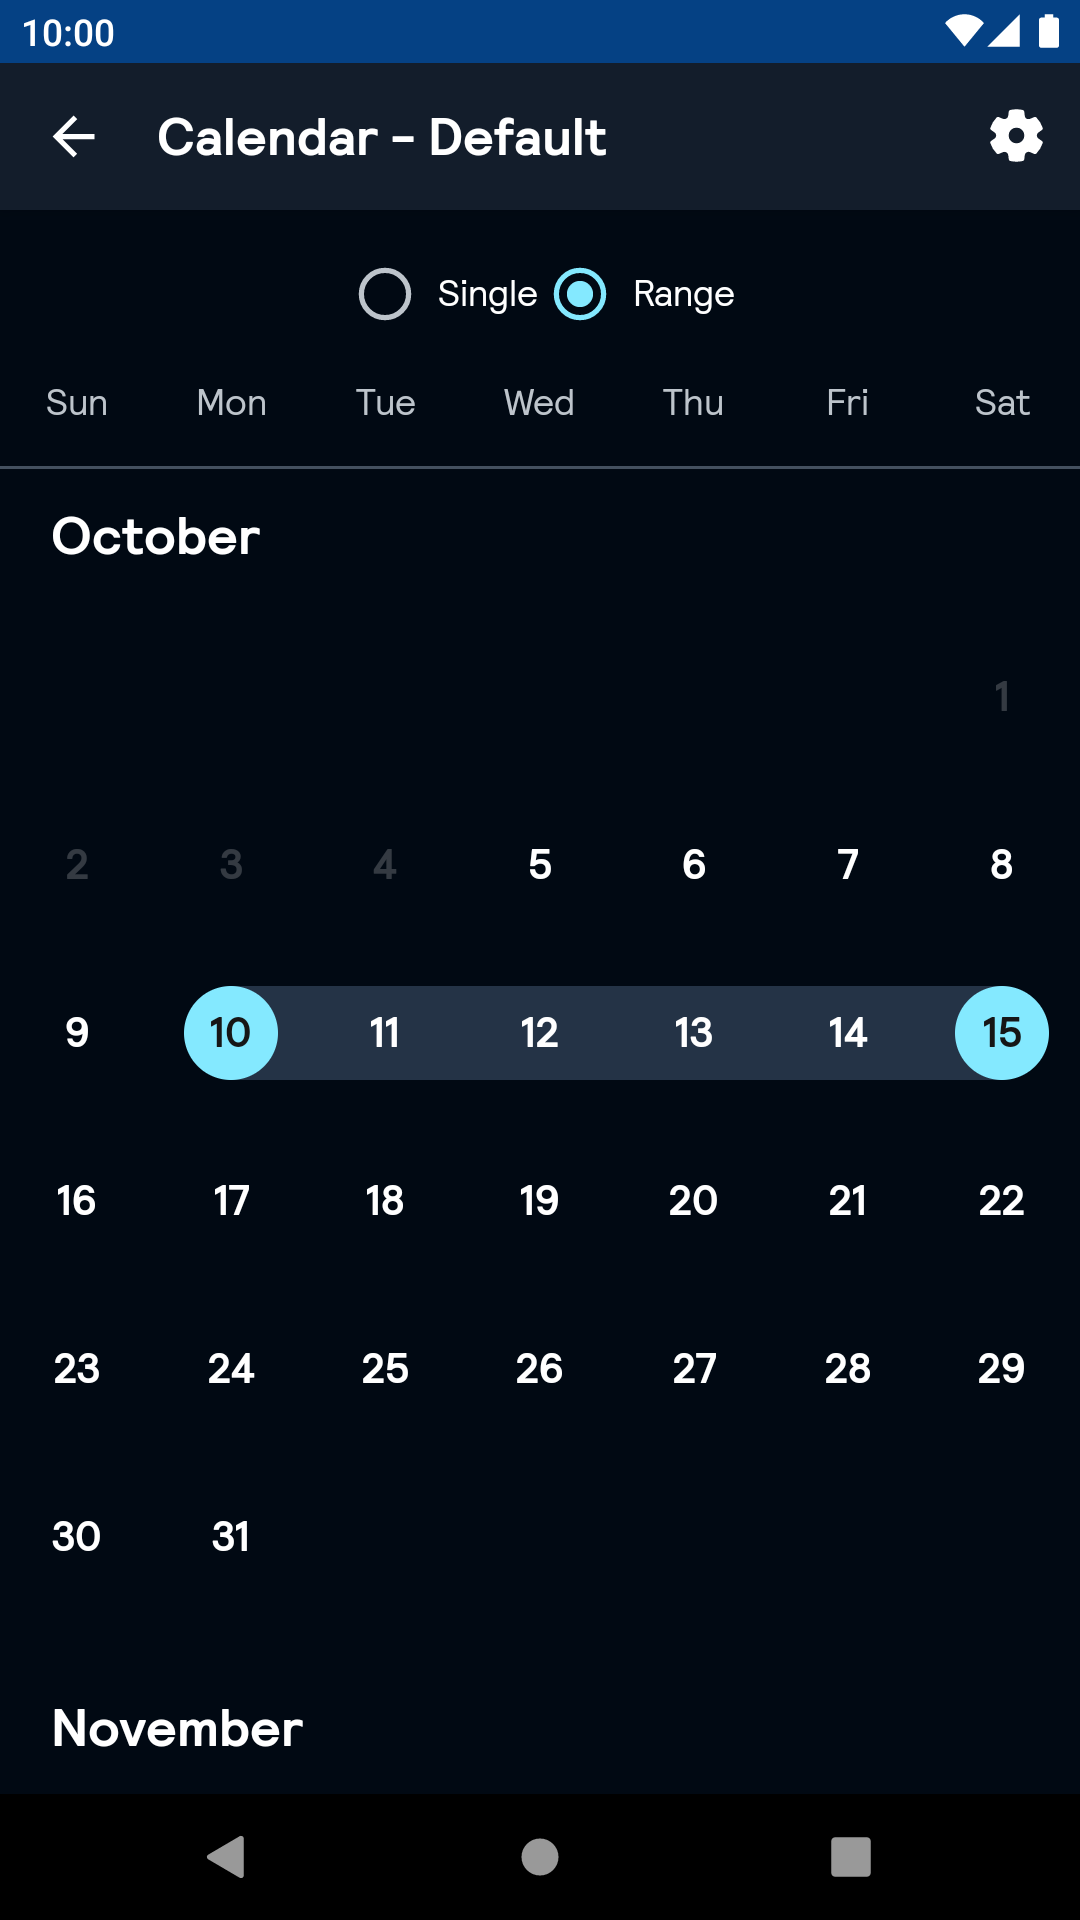 10:00
Calendar - Default
Single Range
Sun Mon Tue Wed Thu Fri Sat
October
1
2 3 4 5 6 7 8
9 10 11 12 13 14 15
16 17 18 19 20 21 22
23 24 25 26 27 28 29
30 31
November